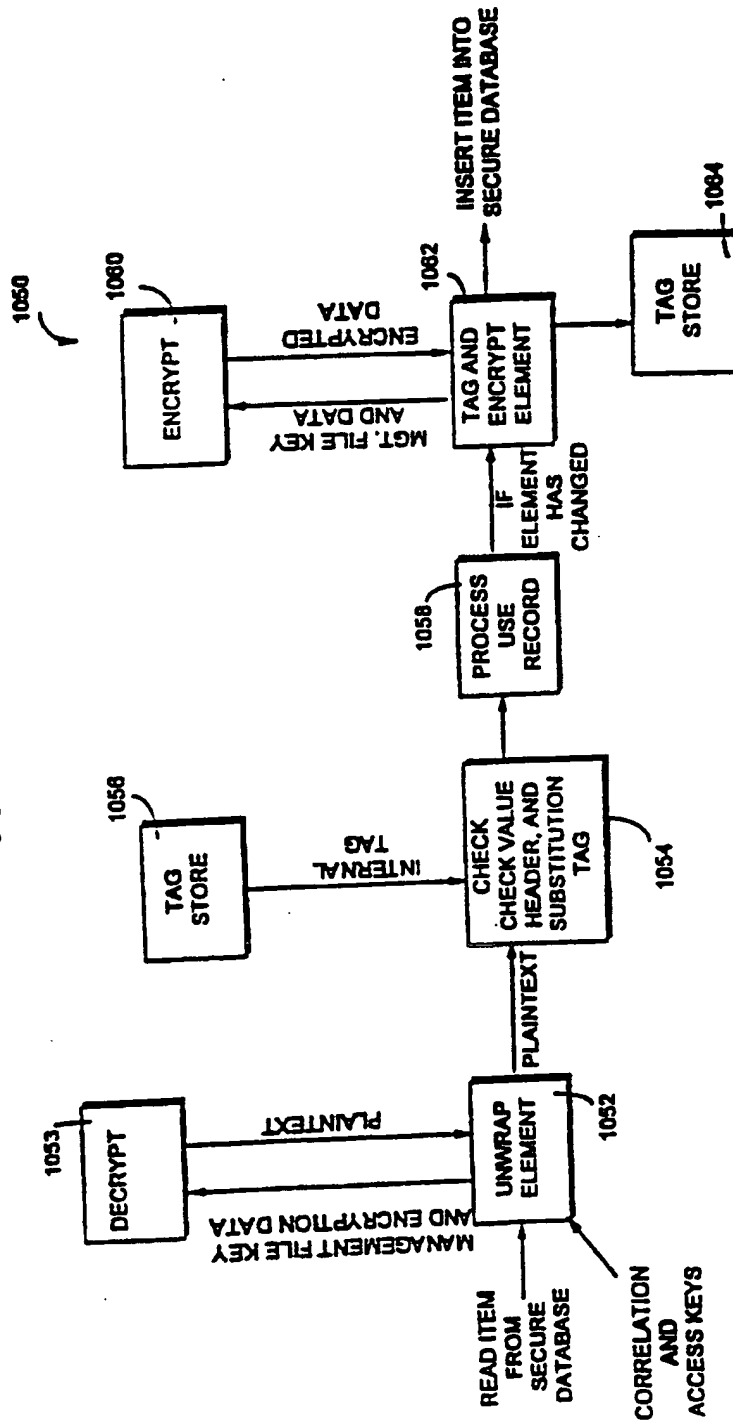 1050
DECRYPT
1053
PLAINTEXT
MANAGEMENT FILE KEY
AND ENCRYPTION DATA
READ ITEM
FROM
SECURE
DATABASE
CORRELATION
AND
ACCESS KEYS
UNWRAP
ELEMENT
1052
PLAINTEXT
TAG
STORE
1056
INTERNAL
TAG
CHECK
CHECK VALUE
HEADER, AND
SUBSTITUTION
TAG
1054
PROCESS
USE
RECORD
1058
IF
ELEMENT
HAS
CHANGED
ENCRYPT
1060
MGT. FILE KEY
AND DATA
ENCRYPTED
DATA
TAG AND
ENCRYPT
ELEMENT
1062
INSERT ITEM INTO
SECURE DATABASE
TAG
STORE
1064